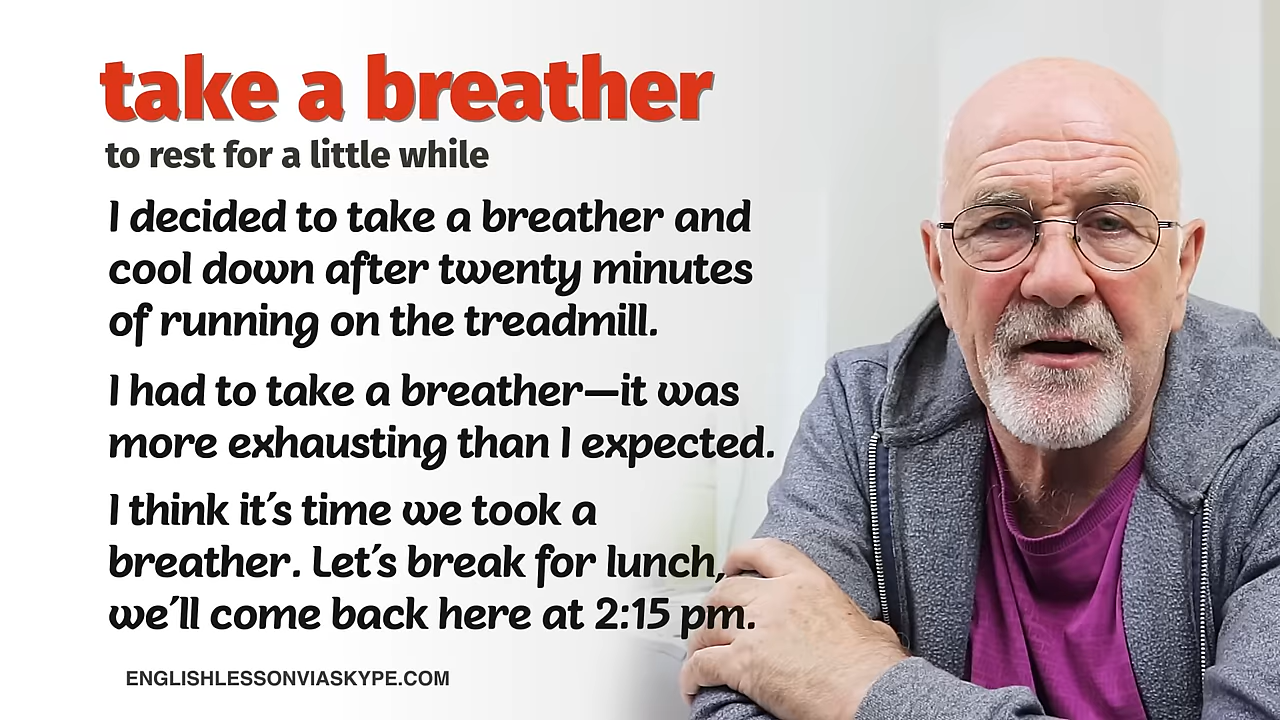 take a breather
to rest for a little while
I decided to take a breather and
cool down after twenty minutes
of running on the treadmill.
I had to take a breather—it was
more exhausting than I expected.
I think it's time we took a
breather. Let's break for lunch,
we'll come back here at 2:15 pm.
ENGLISHLESSONVIASKYPE.COM